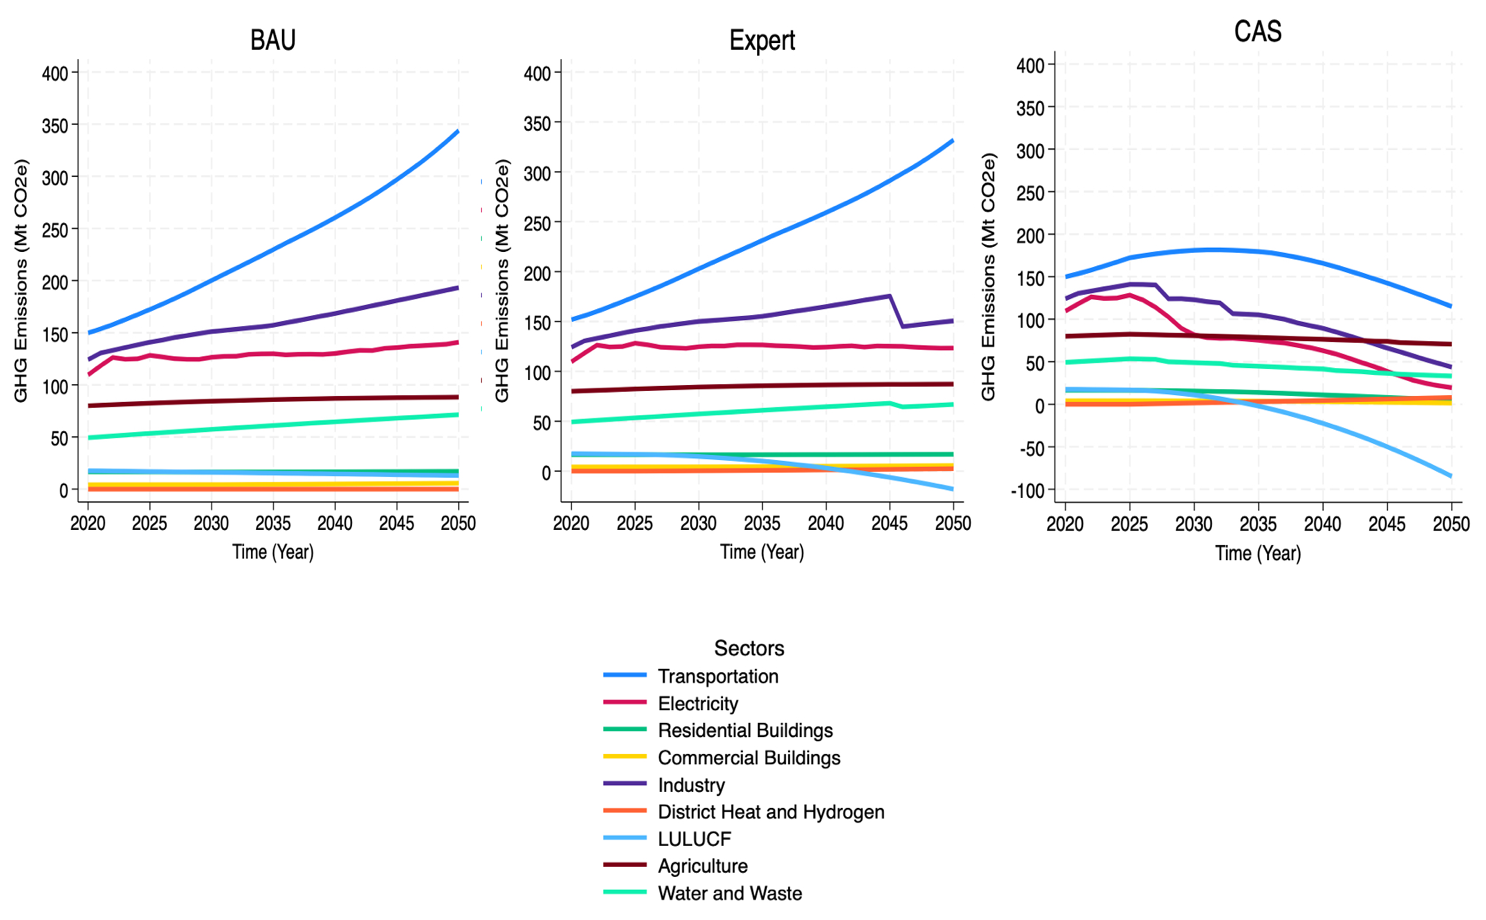 BAU
GHG Emissions (Mt CO2e)
400
350
300
250
200
150
100
50
0
2020 2025 2030 2035 2040 2045 2050
Time (Year)
Expert
GHG Emissions (Mt CO2e)
400
350
300
250
200
150
100
50
0
2020 2025 2030 2035 2040 2045 2050
Time (Year)
CAS
GHG Emissions (Mt CO2e)
400
350
300
250
200
150
100
50
0
-50
-100
2020 2025 2030 2035 2040 2045 2050
Time (Year)
Sectors
Transportation
Electricity
Residential Buildings
Commercial Buildings
Industry
District Heat and Hydrogen
LULUCF
Agriculture
Water and Waste